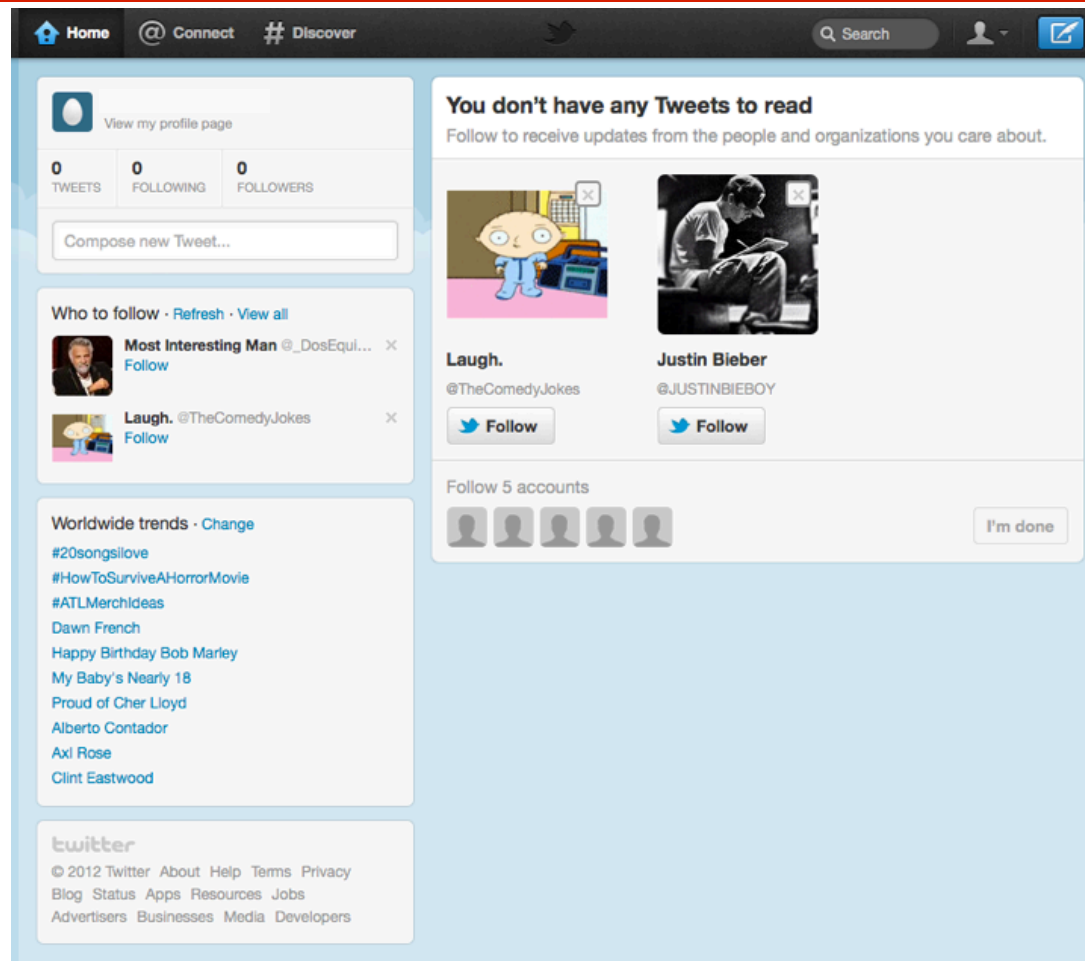 Home @ Connect # Discover Search
View my profile page
0 0 0
TWEETS FOLLOWING FOLLOWERS
Compose new Tweet...
Who to follow · Refresh · View all
Most Interesting Man @_DosEqui...
Follow
Laugh. @TheComedyJokes
Follow
Worldwide trends · Change
#20songsilove
#HowToSurviveAHorrorMovie
#ATLMerchIdeas
Dawn French
Happy Birthday Bob Marley
My Baby's Nearly 18
Proud of Cher Lloyd
Alberto Contador
Axl Rose
Clint Eastwood
twitter
© 2012 Twitter About Help Terms Privacy
Blog Status Apps Resources Jobs
Advertisers Businesses Media Developers
You don't have any Tweets to read
Follow to receive updates from the people and organizations you care about.
Laugh. Justin Bieber
@TheComedyJokes @JUSTINBIEBOY
Follow Follow
Follow 5 accounts
I'm done